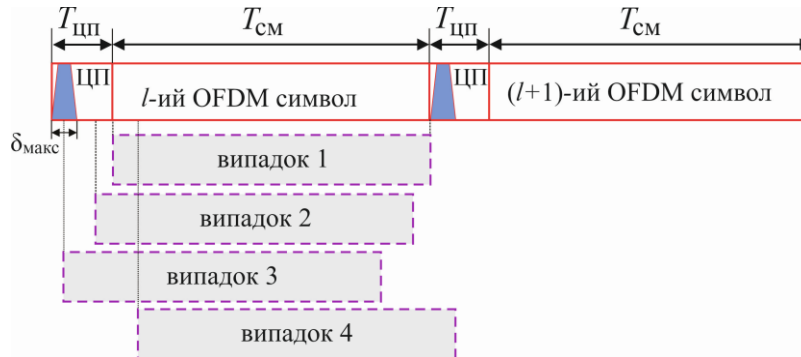 Tцп Tсм Tцп Tсм
ЦП l-ий OFDM символ ЦП (l+1)-ий OFDM символ
δмакс
випадок 1
випадок 2
випадок 3
випадок 4